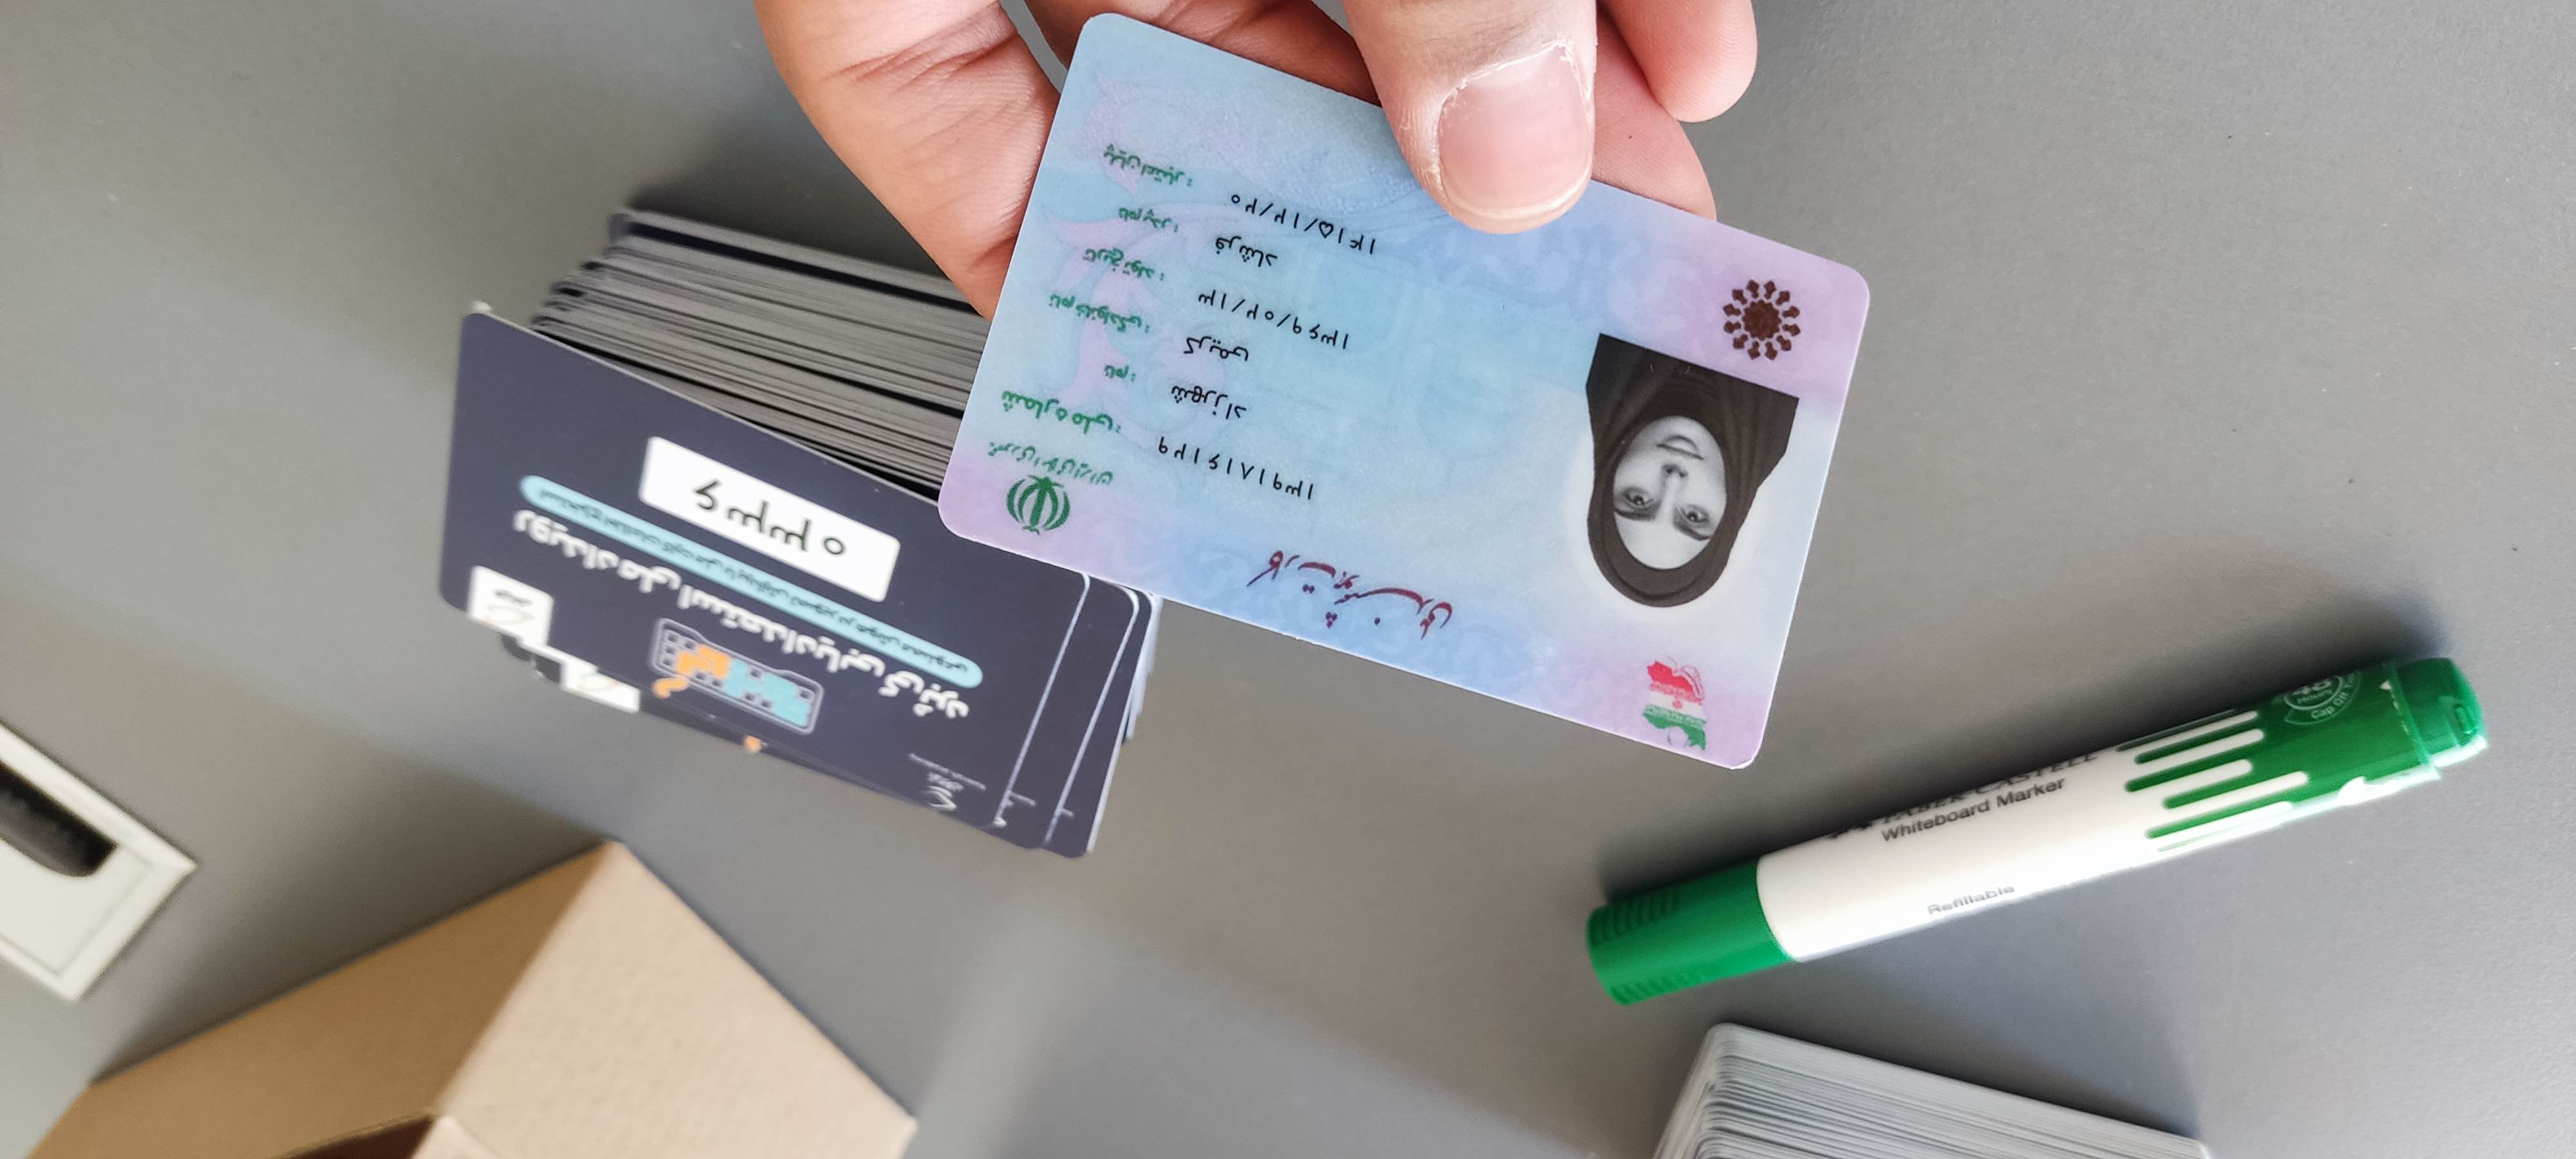 Refillable
Whiteboard Marker
FABER-CASTELL
کارت هوشمند ملی
جمهوری اسلامی ایران
شماره ملی: ۱۳۹۱۸۱۶۱۲۹
نام: شهرزاد
نام خانوادگی: کریمی
تاریخ تولد: ۱۳۶۹/۰۲/۱۳
نام پدر: فرشاد
پایان اعتبار: ۱۴۱۵/۱۲/۲۰
رویداد ملی استعدادیابی کی‌بُرد
استخراج اطلاعات کارت ملی با پردازش تصویر در هوش مصنوعی
۰۳۳۶